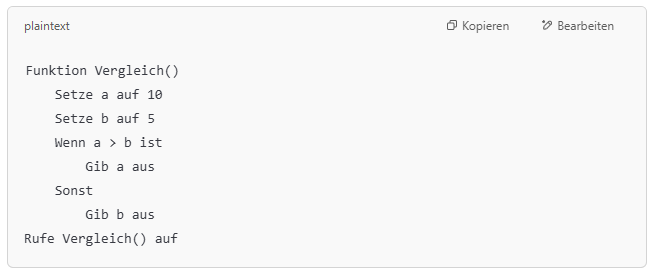 plaintext Kopieren Bearbeiten
Funktion Vergleich()
    Setze a auf 10
    Setze b auf 5
    Wenn a > b ist
        Gib a aus
    Sonst
        Gib b aus
Rufe Vergleich() auf